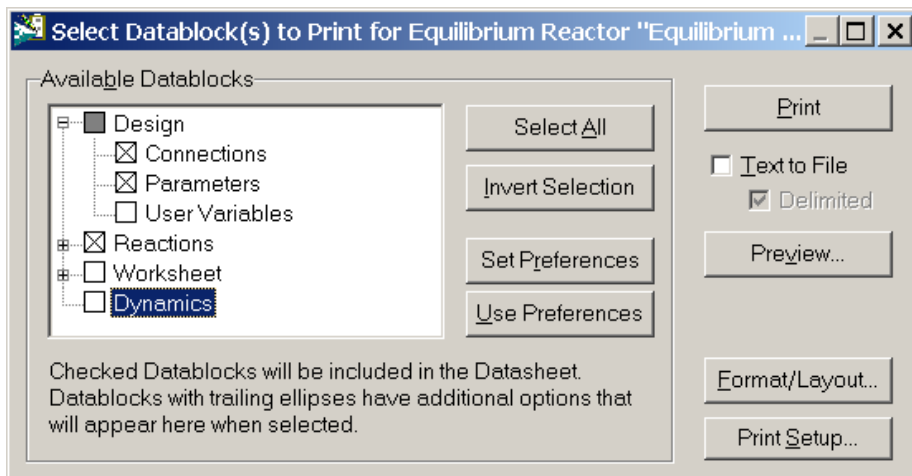 Select Datablock(s) to Print for Equilibrium Reactor "Equilibrium ...
Available Datablocks
Design
Connections
Parameters
User Variables
Reactions
Worksheet
Dynamics
Select All
Invert Selection
Set Preferences
Use Preferences
Checked Datablocks will be included in the Datasheet.
Datablocks with trailing ellipses have additional options that
will appear here when selected.
Print
Text to File
Delimited
Preview...
Format/Layout...
Print Setup...